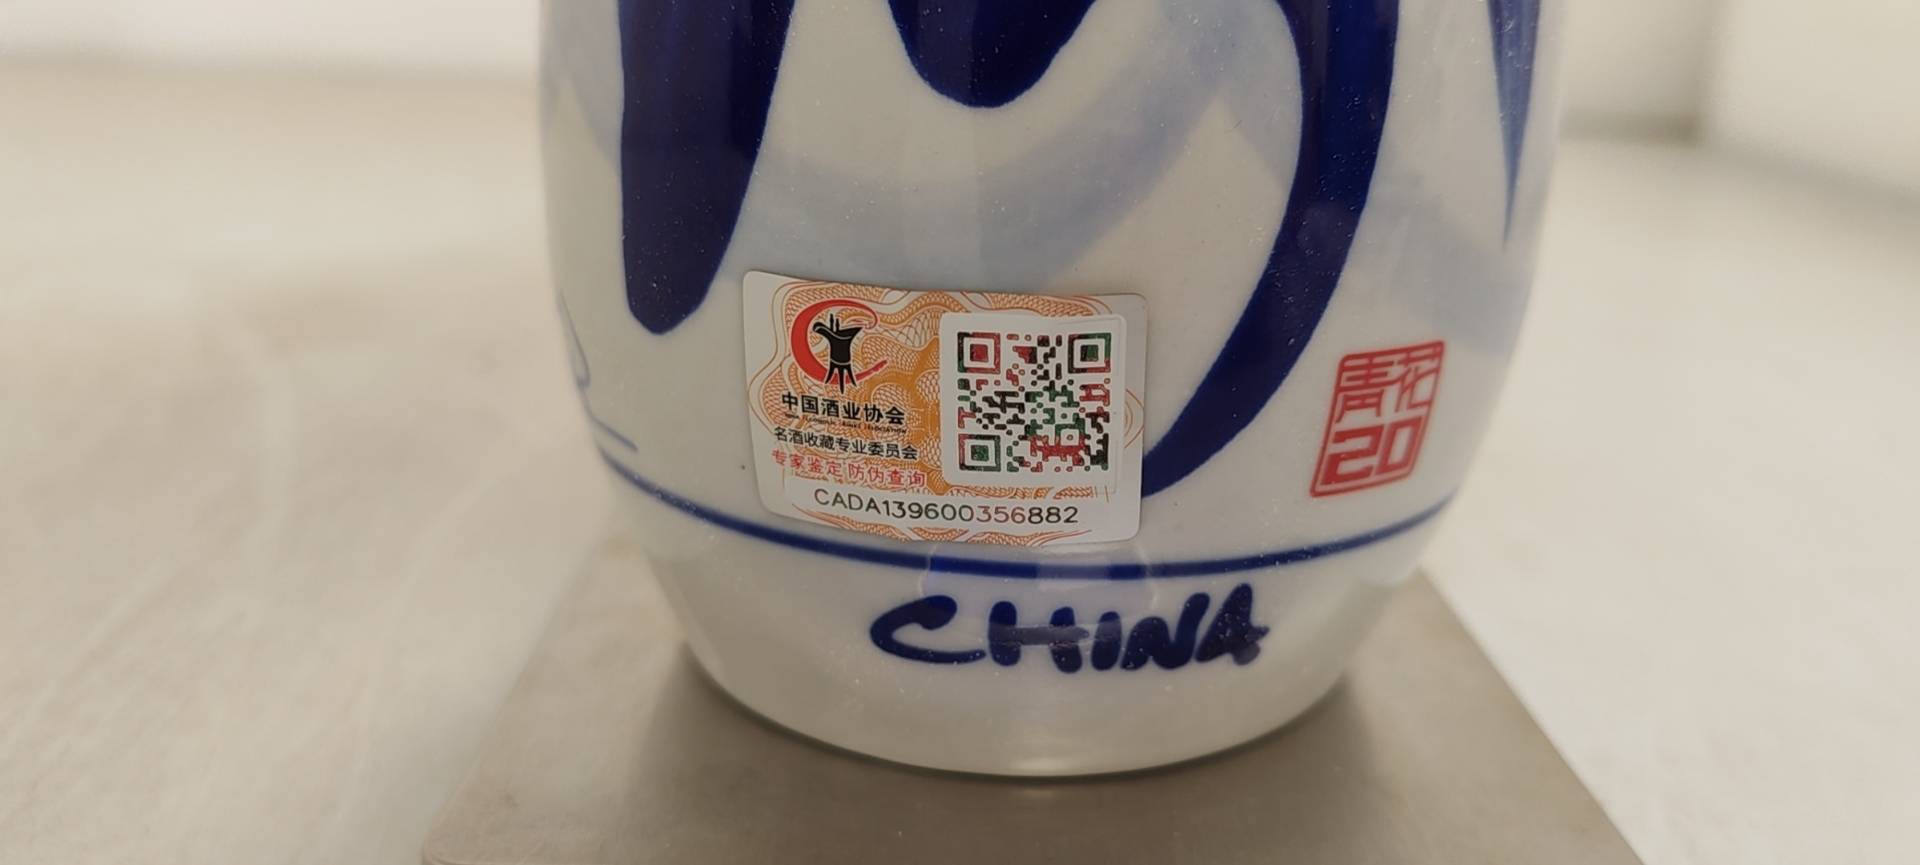 中国酒业协会
名酒收藏专业委员会
专家鉴定 防伪查询
CADA139600356882
青花
20
CHINA